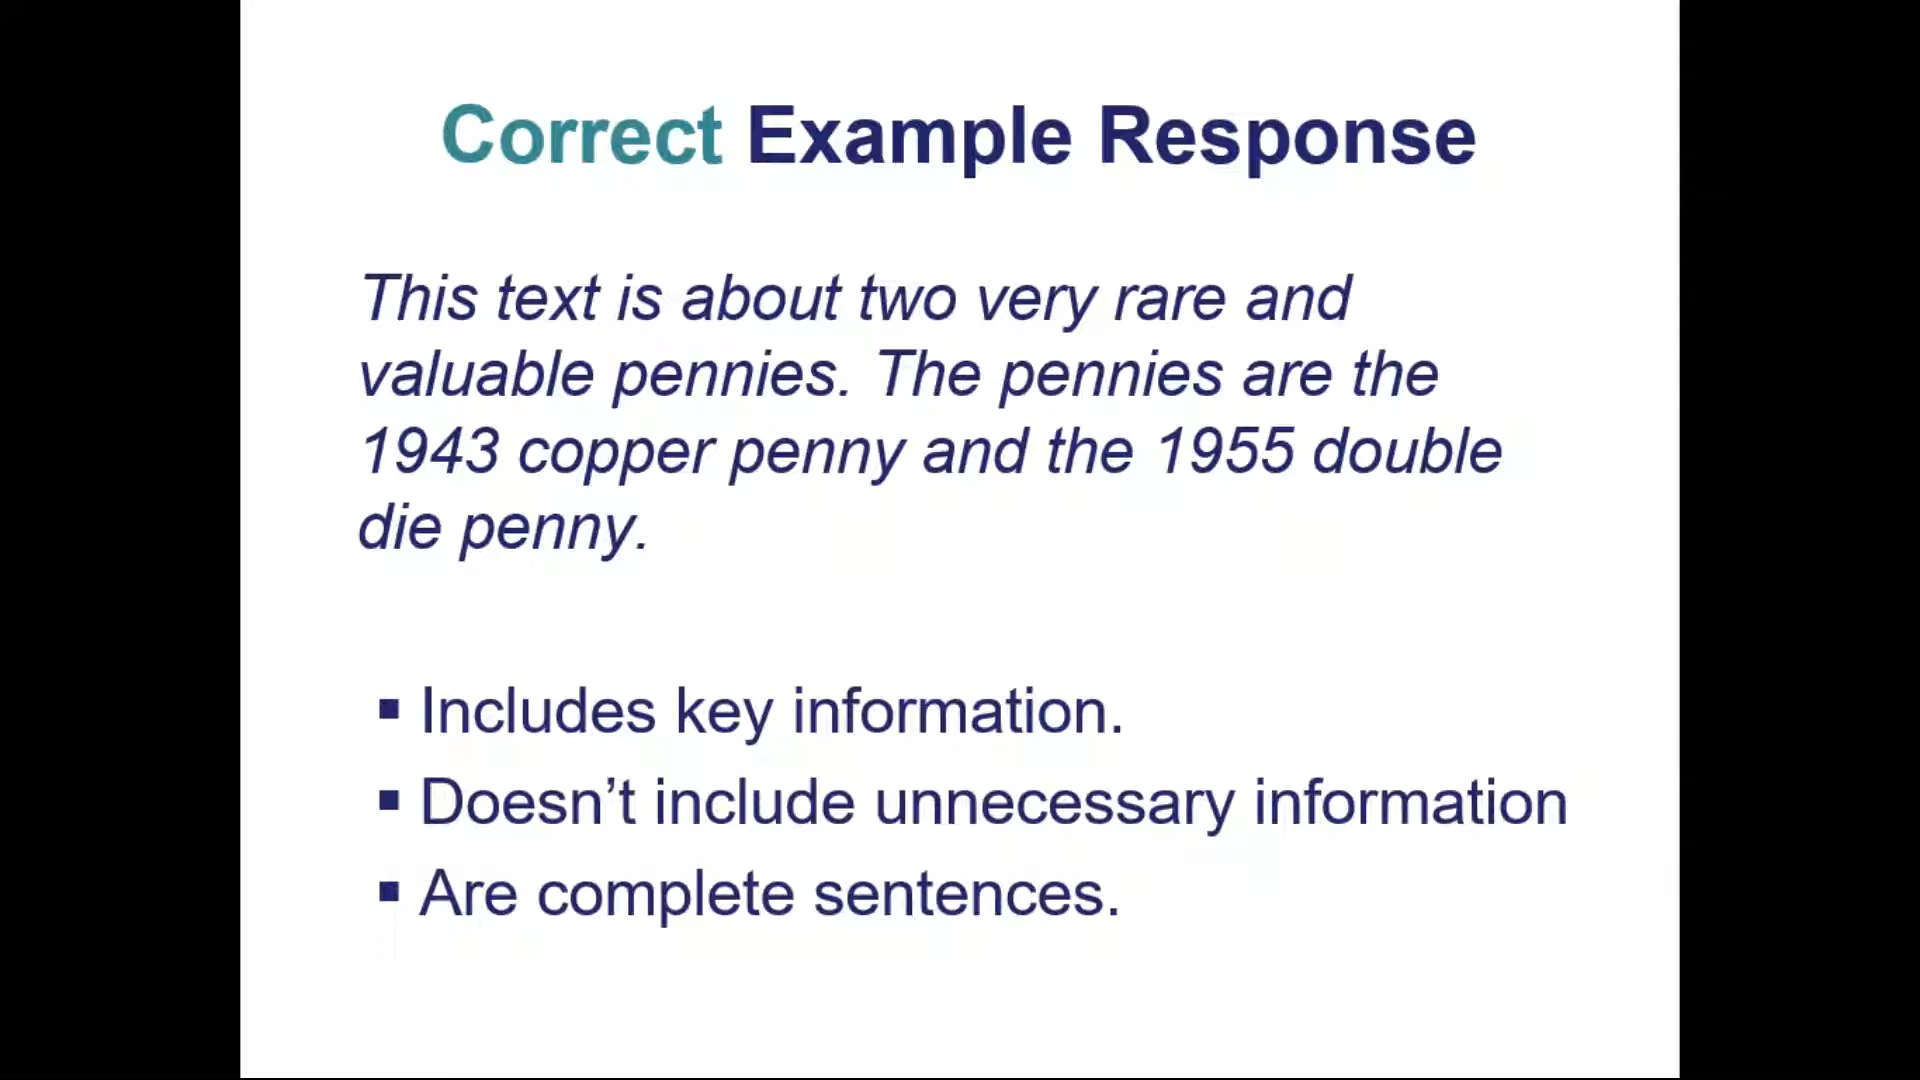 Correct Example Response
This text is about two very rare and
valuable pennies. The pennies are the
1943 copper penny and the 1955 double
die penny.
▪ Includes key information.
▪ Doesn’t include unnecessary information
▪ Are complete sentences.